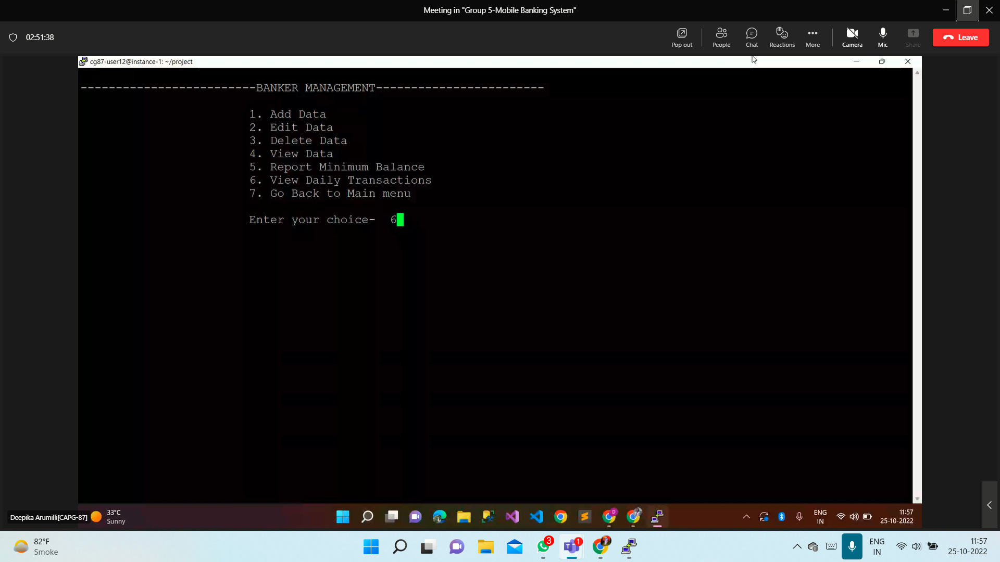 Meeting in "Group 5-Mobile Banking System"
02:51:38
Pop out
People
Chat
Reactions
More
Camera
Mic
Share
Leave
cg87-user12@instance-1: ~/project
-------------------------BANKER MANAGEMENT------------------------
1. Add Data
2. Edit Data
3. Delete Data
4. View Data
5. Report Minimum Balance
6. View Daily Transactions
7. Go Back to Main menu
Enter your choice-  6
Deepika Arumilli[CAPG-87]
33°C
Sunny
D
ENG
IN
11:57
25-10-2022
82°F
Smoke
3
1
ENG
IN
11:57
25-10-2022